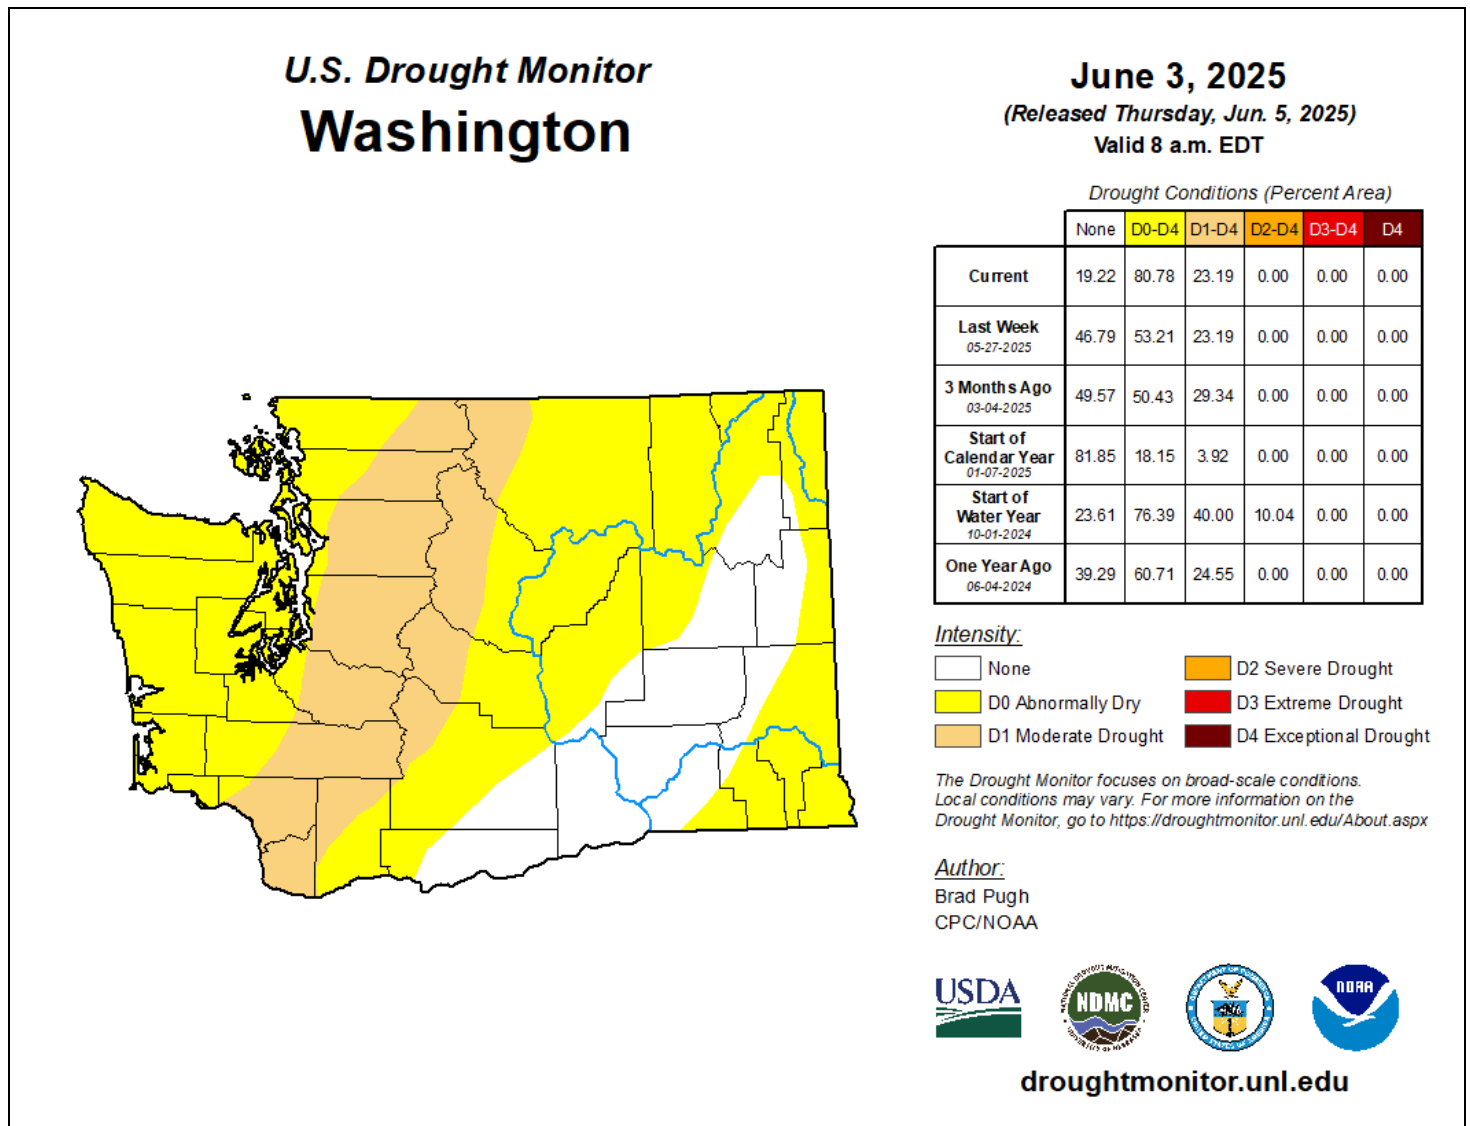 U.S. Drought Monitor
Washington
June 3, 2025
(Released Thursday, Jun. 5, 2025)
Valid 8 a.m. EDT
Drought Conditions (Percent Area)
None D0-D4 D1-D4 D2-D4 D3-D4 D4
Current 19.22 80.78 23.19 0.00 0.00 0.00
Last Week
05-27-2025 46.79 53.21 23.19 0.00 0.00 0.00
3 Months Ago
03-04-2025 49.57 50.43 29.34 0.00 0.00 0.00
Start of
Calendar Year
01-07-2025 81.85 18.15 3.92 0.00 0.00 0.00
Start of
Water Year
10-01-2024 23.61 76.39 40.00 10.04 0.00 0.00
One Year Ago
06-04-2024 39.29 60.71 24.55 0.00 0.00 0.00
Intensity:
None
D0 Abnormally Dry
D1 Moderate Drought
D2 Severe Drought
D3 Extreme Drought
D4 Exceptional Drought
The Drought Monitor focuses on broad-scale conditions.
Local conditions may vary. For more information on the
Drought Monitor, go to https://droughtmonitor.unl.edu/About.aspx
Author:
Brad Pugh
CPC/NOAA
USDA
NDMC
NOAA
droughtmonitor.unl.edu